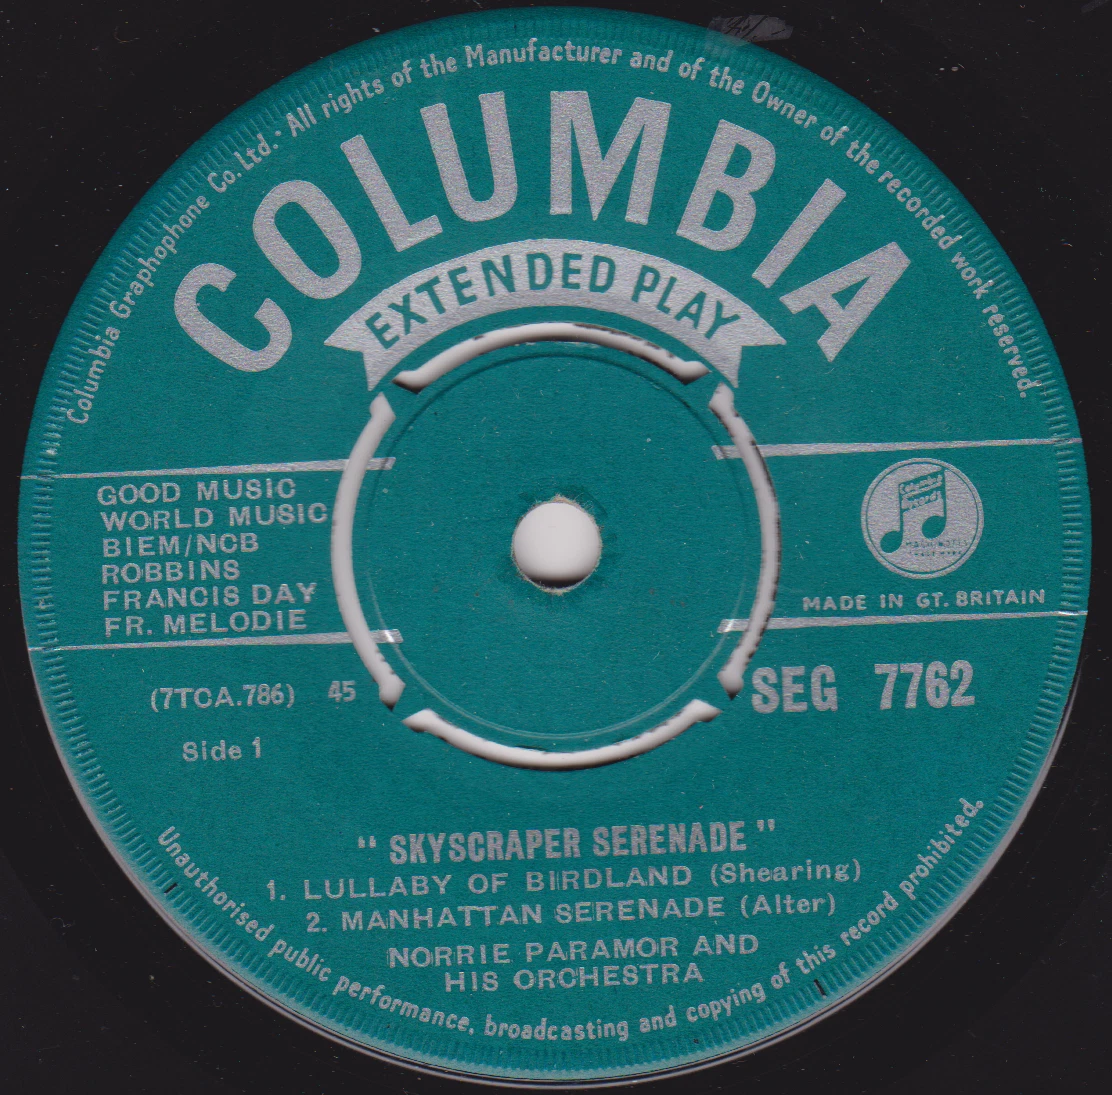 Columbia Graphophone Co. Ltd.: All rights of the Manufacturer and of the Owner of the recorded work reserved.
COLUMBIA
EXTENDED PLAY
GOOD MUSIC
WORLD MUSIC
BIEM/NCB
ROBBINS
FRANCIS DAY
FR. MELODIE
Columbia
Records
MADE IN GT. BRITAIN
(7TCA.786) 45
SEG 7762
Side 1
" SKYSCRAPER SERENADE "
1. LULLABY OF BIRDLAND (Shearing)
2. MANHATTAN SERENADE (Alter)
NORRIE PARAMOR AND
HIS ORCHESTRA
Unauthorised public performance, broadcasting and copying of this record prohibited.